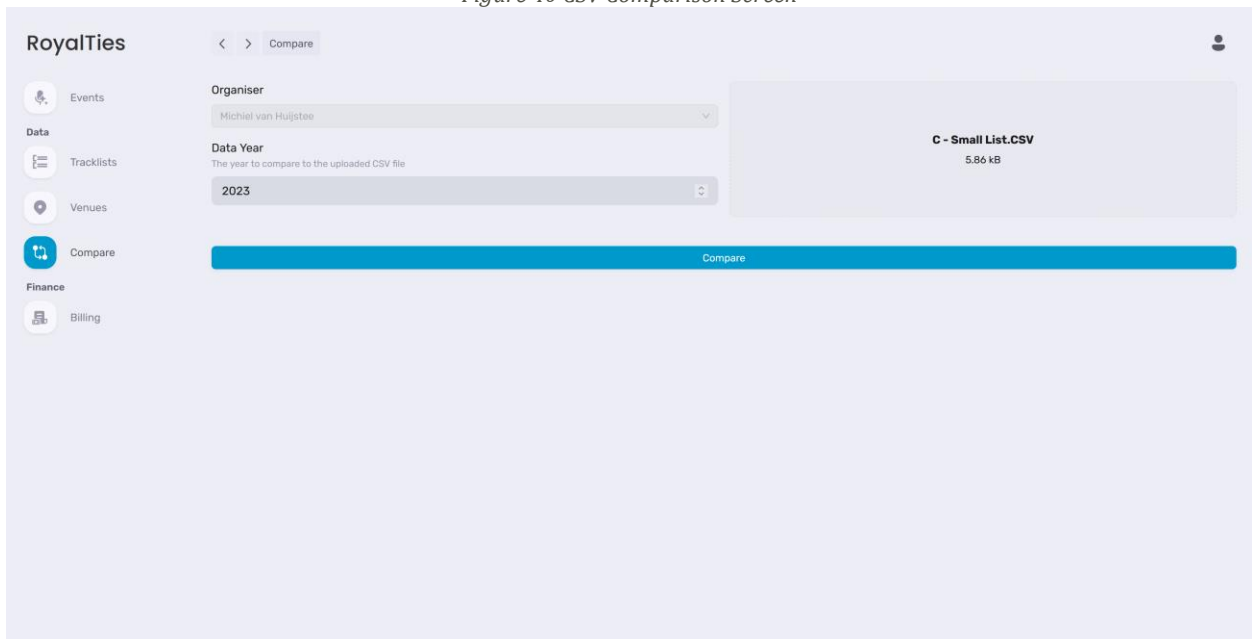 Figure 10 CSV Comparison Screen
RoyalTies
Compare
Events
Data
Tracklists
Venues
Compare
Finance
Billing
Organiser
Michiel van Huijstee
Data Year
The year to compare to the uploaded CSV file
2023
C - Small List.CSV
5.86 kB
Compare